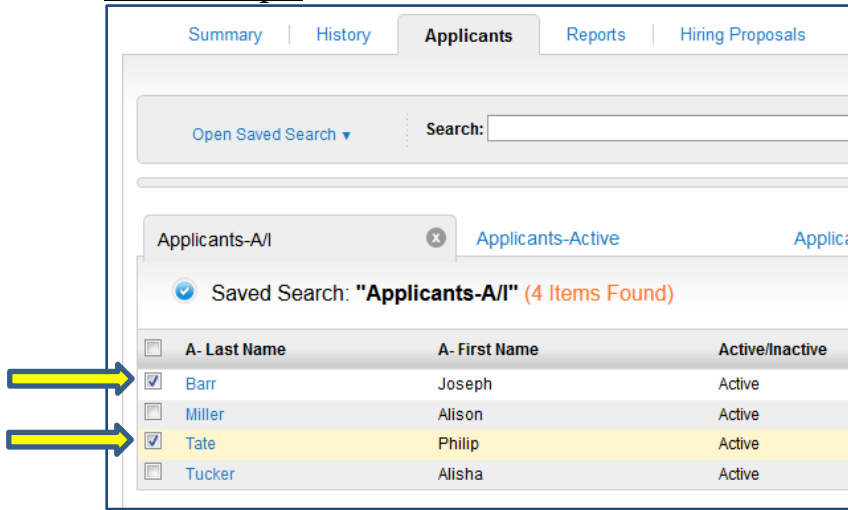 Summary History Applicants Reports Hiring Proposals
Open Saved Search ▼ Search:
Applicants-A/I Applicants-Active
Saved Search: "Applicants-A/I" (4 Items Found)
A- Last Name A- First Name Active/Inactive
Barr Joseph Active
Miller Alison Active
Tate Philip Active
Tucker Alisha Active